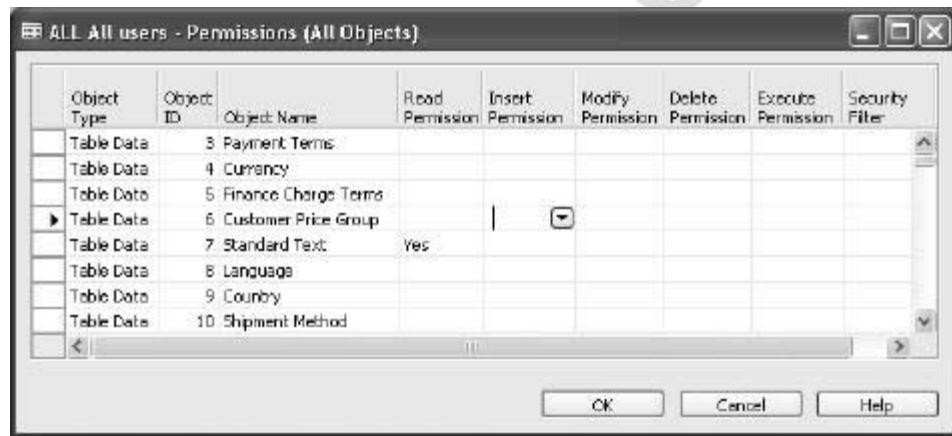 ALL All users - Permissions (All Objects)
Object Type Object ID Object Name Read Permission Insert Permission Modify Permission Delete Permission Execute Permission Security Filter
Table Data 3 Payment Terms
Table Data 4 Currency
Table Data 5 Finance Charge Terms
Table Data 6 Customer Price Group
Table Data 7 Standard Text Yes
Table Data 8 Language
Table Data 9 Country
Table Data 10 Shipment Method
OK Cancel Help